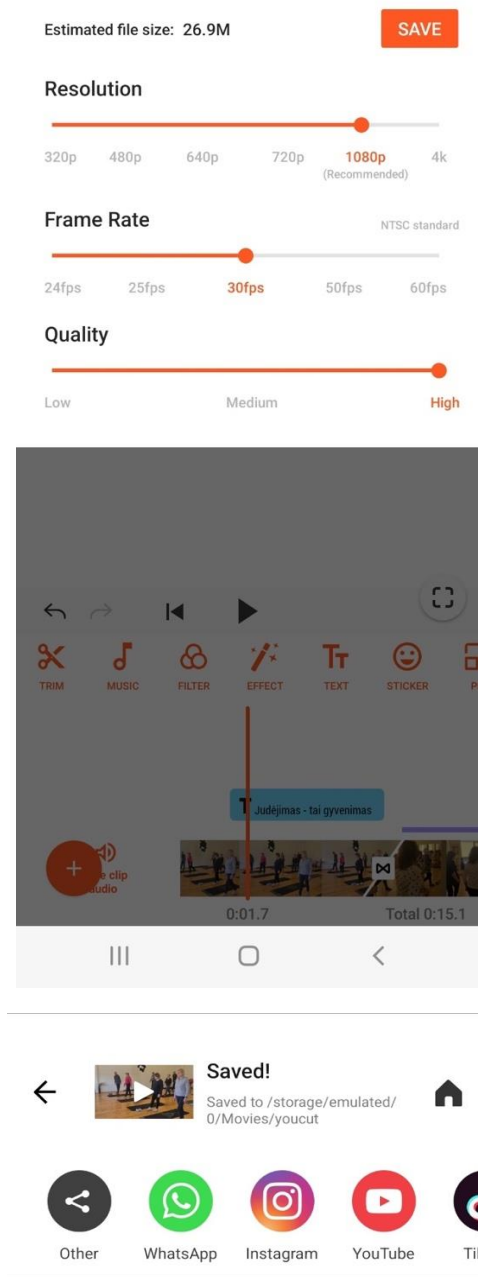 Estimated file size: 26.9M
SAVE
Resolution
320p 480p 640p 720p 1080p 4k
(Recommended)
Frame Rate
NTSC standard
24fps 25fps 30fps 50fps 60fps
Quality
Low Medium High
TRIM MUSIC FILTER EFFECT TEXT STICKER
T Judėjimas - tai gyvenimas
clip
0:01.7 Total 0:15.1
Saved!
Saved to /storage/emulated/
0/Movies/youcut
Other WhatsApp Instagram YouTube